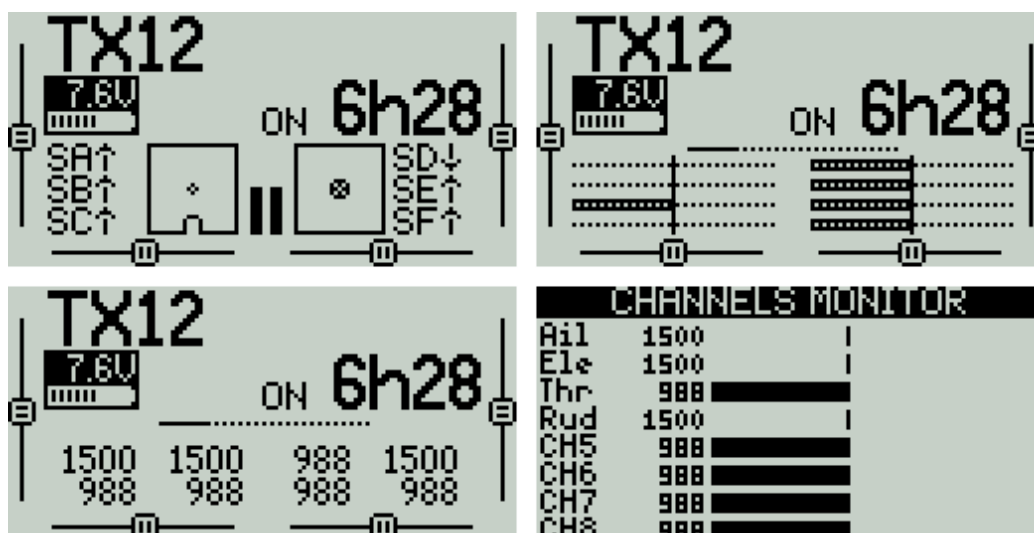 TX12
7.6V
ON 6h28
SA↑ SD↓
SB↑ SE↑
SC↑ SF↑
TX12
7.6V
ON 6h28
TX12
7.6V
ON 6h28
1500 1500 988 1500
988 988 988 988
CHANNELS MONITOR
Ail 1500
Ele 1500
Thr 988
Rud 1500
CH5 988
CH6 988
CH7 988
CH8 988